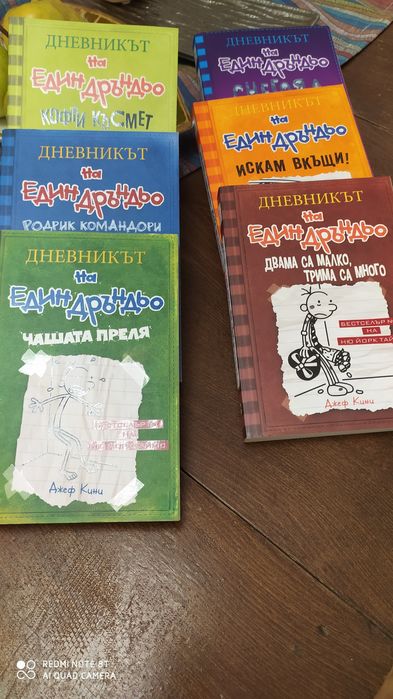 ДНЕВНИКЪТ
на
ЕДИН ДРЪНДЬО
КОФТИ КЪСМЕТ
ДНЕВНИКЪТ
на
ЕДИН ДРЪНДЬО
РОДРИК КОМАНДОРИ
ДНЕВНИКЪТ
на
ЕДИН ДРЪНДЬО
ЧАШАТА ПРЕЛЯ
Джеф Кини
ДНЕВНИКЪТ
на
ЕДИН ДРЪНДЬО
ДНЕВНИКЪТ
на
ЕДИН ДРЪНДЬО
ИСКАМ ВКЪЩИ!
ДНЕВНИКЪТ
на
ЕДИН ДРЪНДЬО
ДВАМА СА МАЛКО,
ТРИМА СА МНОГО
БЕСТСЕЛЪР №
НА
НЮ ЙОРК ТАЙ
Джеф Кини
REDMI NOTE 8T
AI QUAD CAMERA